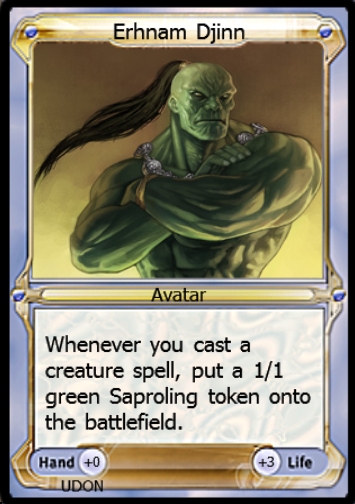 Erhnam Djinn
Avatar
Whenever you cast a
creature spell, put a 1/1
green Saproling token onto
the battlefield.
Hand +0 +3 Life
UDON